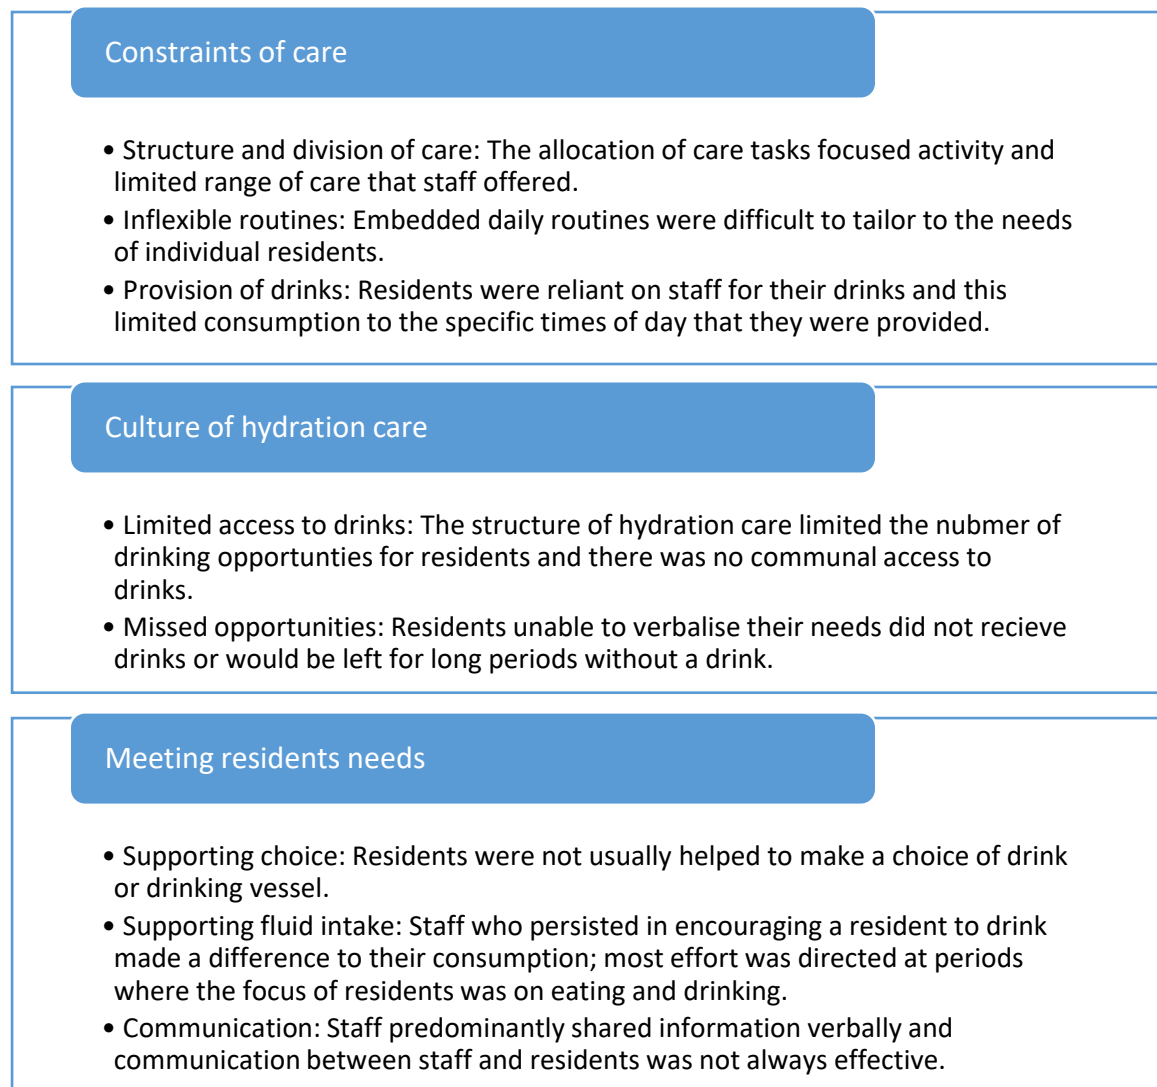 Constraints of care
• Structure and division of care: The allocation of care tasks focused activity and
limited range of care that staff offered.
• Inflexible routines: Embedded daily routines were difficult to tailor to the needs
of individual residents.
• Provision of drinks: Residents were reliant on staff for their drinks and this
limited consumption to the specific times of day that they were provided.
Culture of hydration care
• Limited access to drinks: The structure of hydration care limited the nubmer of
drinking opportunties for residents and there was no communal access to
drinks.
• Missed opportunities: Residents unable to verbalise their needs did not recieve
drinks or would be left for long periods without a drink.
Meeting residents needs
• Supporting choice: Residents were not usually helped to make a choice of drink
or drinking vessel.
• Supporting fluid intake: Staff who persisted in encouraging a resident to drink
made a difference to their consumption; most effort was directed at periods
where the focus of residents was on eating and drinking.
• Communication: Staff predominantly shared information verbally and
communication between staff and residents was not always effective.